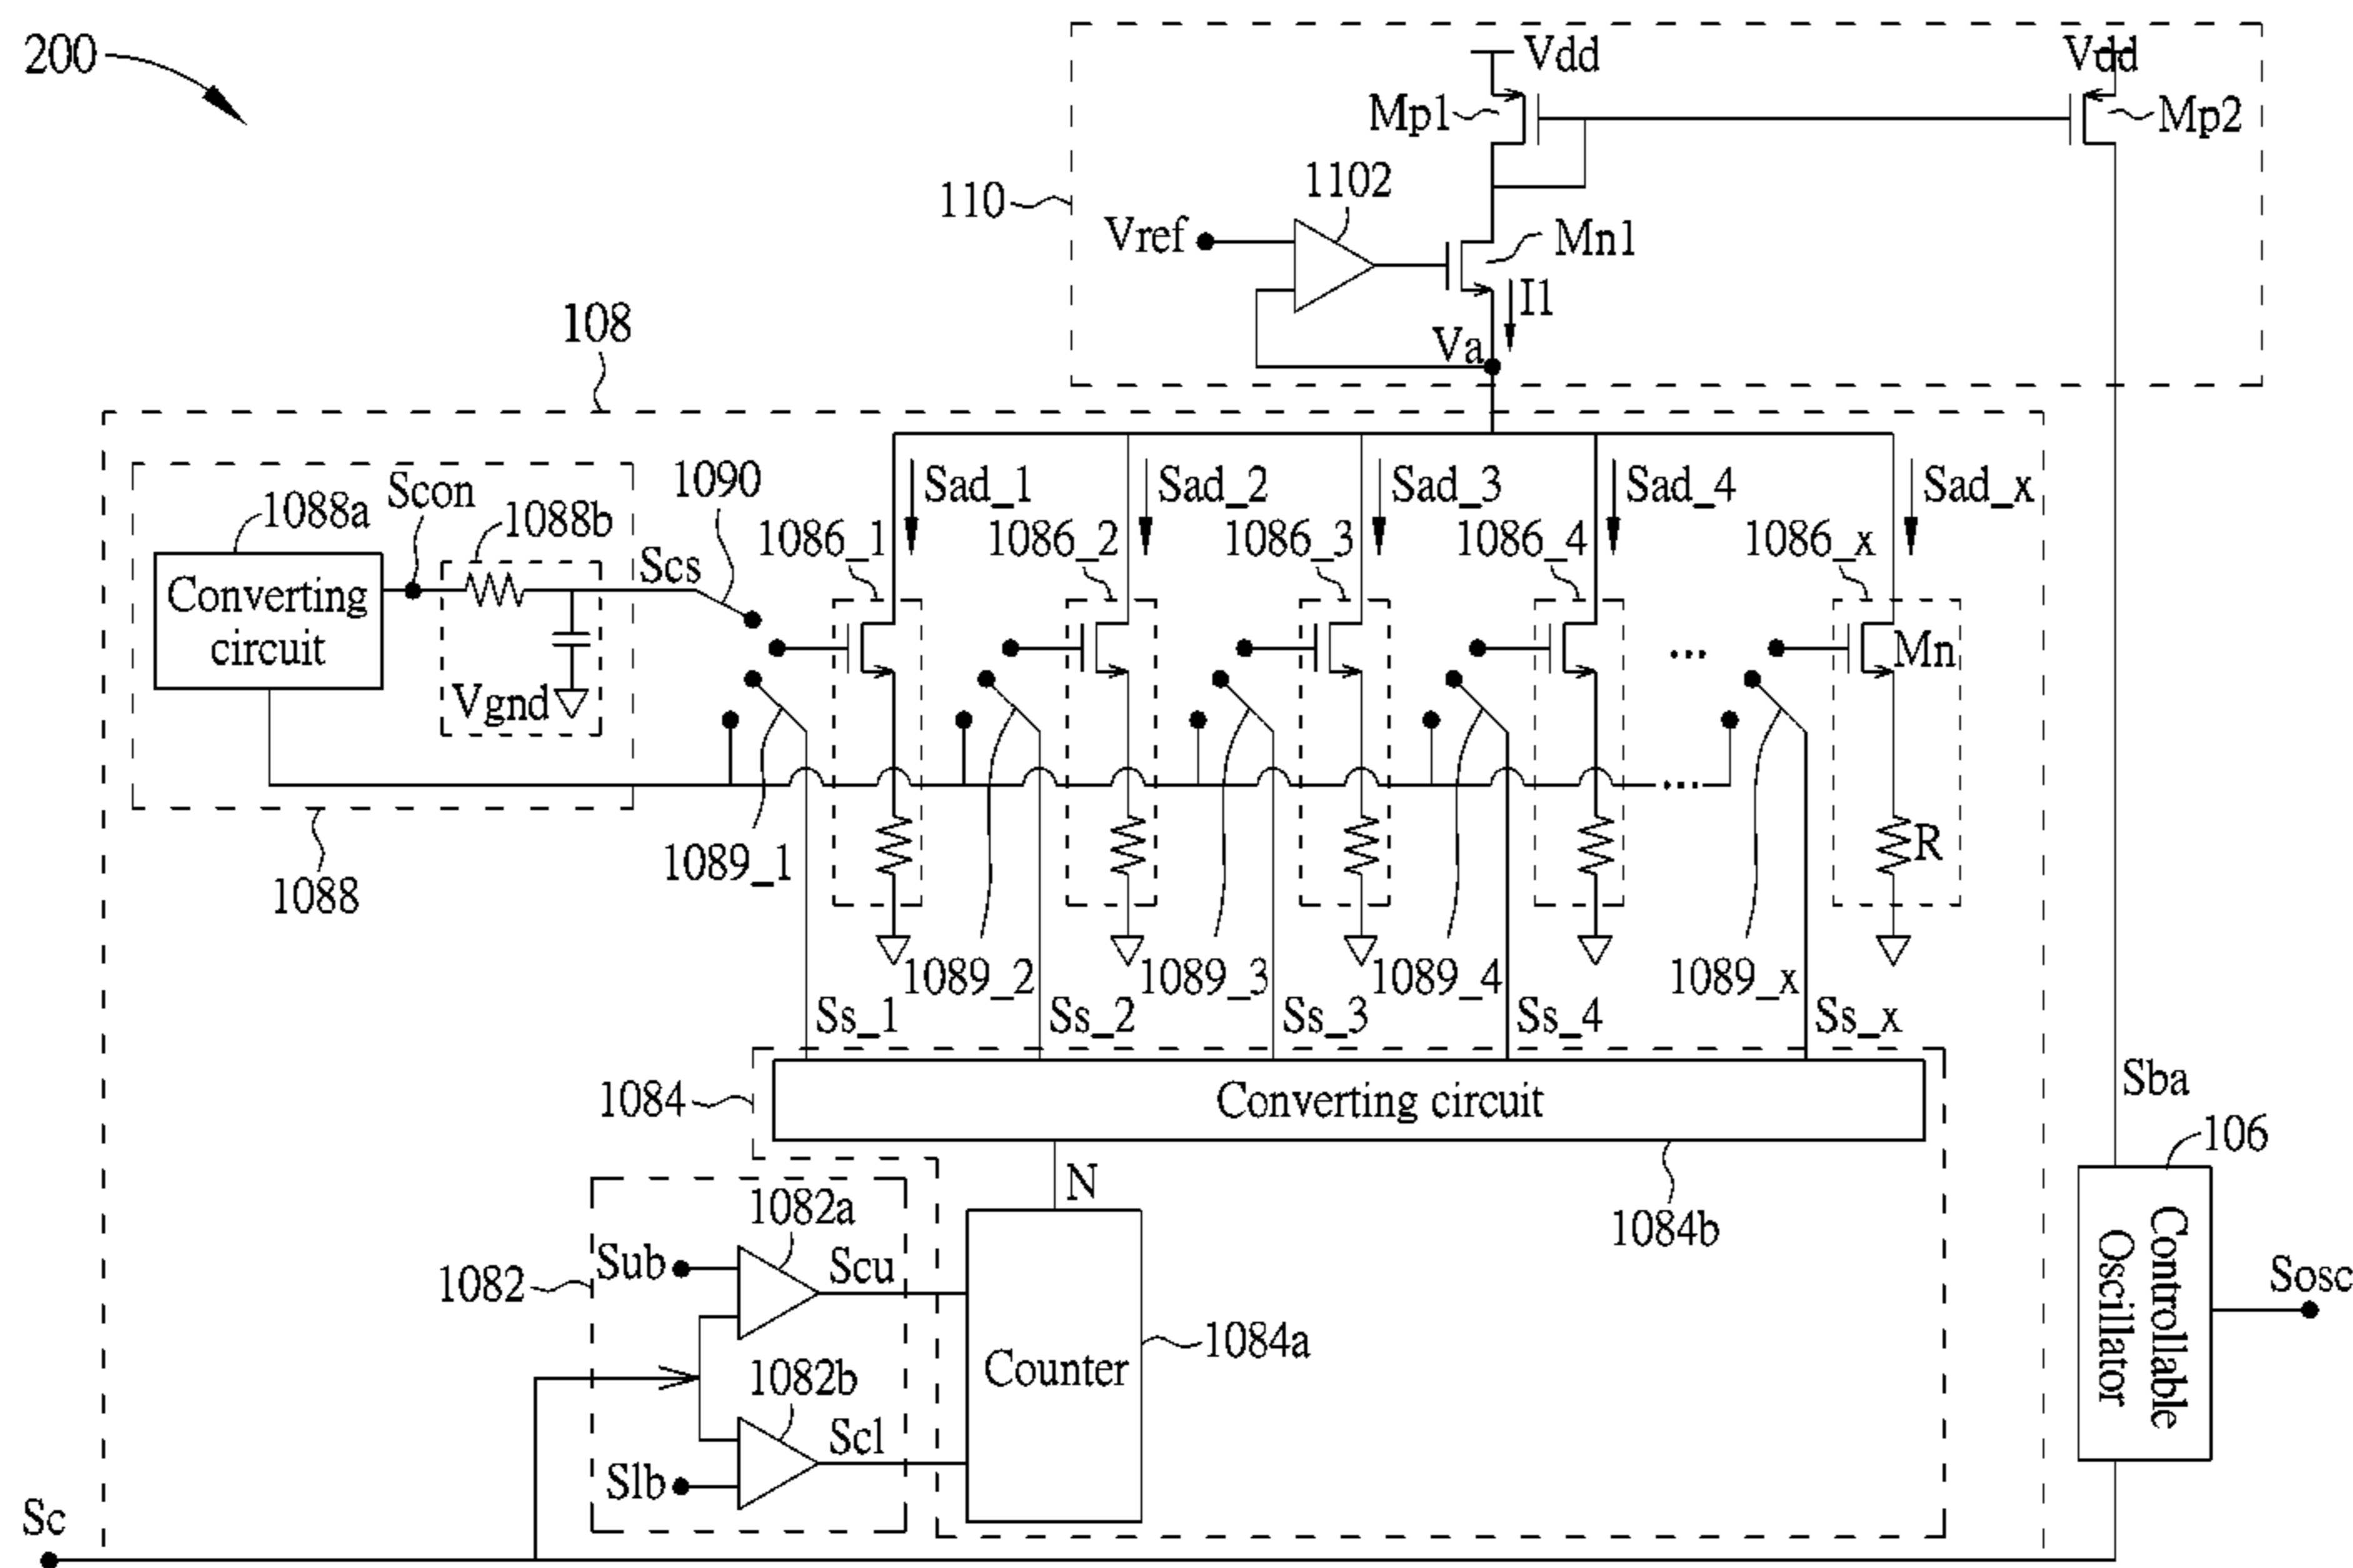 200
Vdd
Vdd
Mp1
Mp2
110
1102
Vref
Mn1
I1
Va
108
1088a
Scon
1088b
1090
Scs
Converting
circuit
Vgnd
1088
Sad_1
Sad_2
Sad_3
Sad_4
Sad_x
1086_1
1086_2
1086_3
1086_4
1086_x
...
Mn
...
R
1089_1
1089_2
1089_3
1089_4
1089_x
Ss_1
Ss_2
Ss_3
Ss_4
Ss_x
1084
Converting circuit
1084b
N
Sba
106
Controllable
Oscillator
Sosc
1082
1082a
Sub
Scu
1082b
Slb
Scl
Counter
1084a
Sc